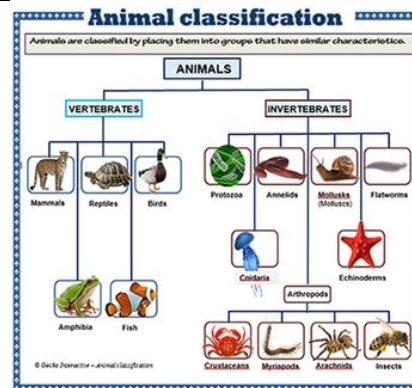 Animal classification
Animals are classified by placing them into groups that have similar characteristics.
ANIMALS
VERTEBRATES
INVERTEBRATES
Mammals
Reptiles
Birds
Protozoa
Annelids
Mollusks
(Molluscs)
Flatworms
Cnidaria
Echinoderms
Arthropods
Amphibia
Fish
Crustaceans
Myriapods
Arachnids
Insects
© Gecko Interactive – Animal classification